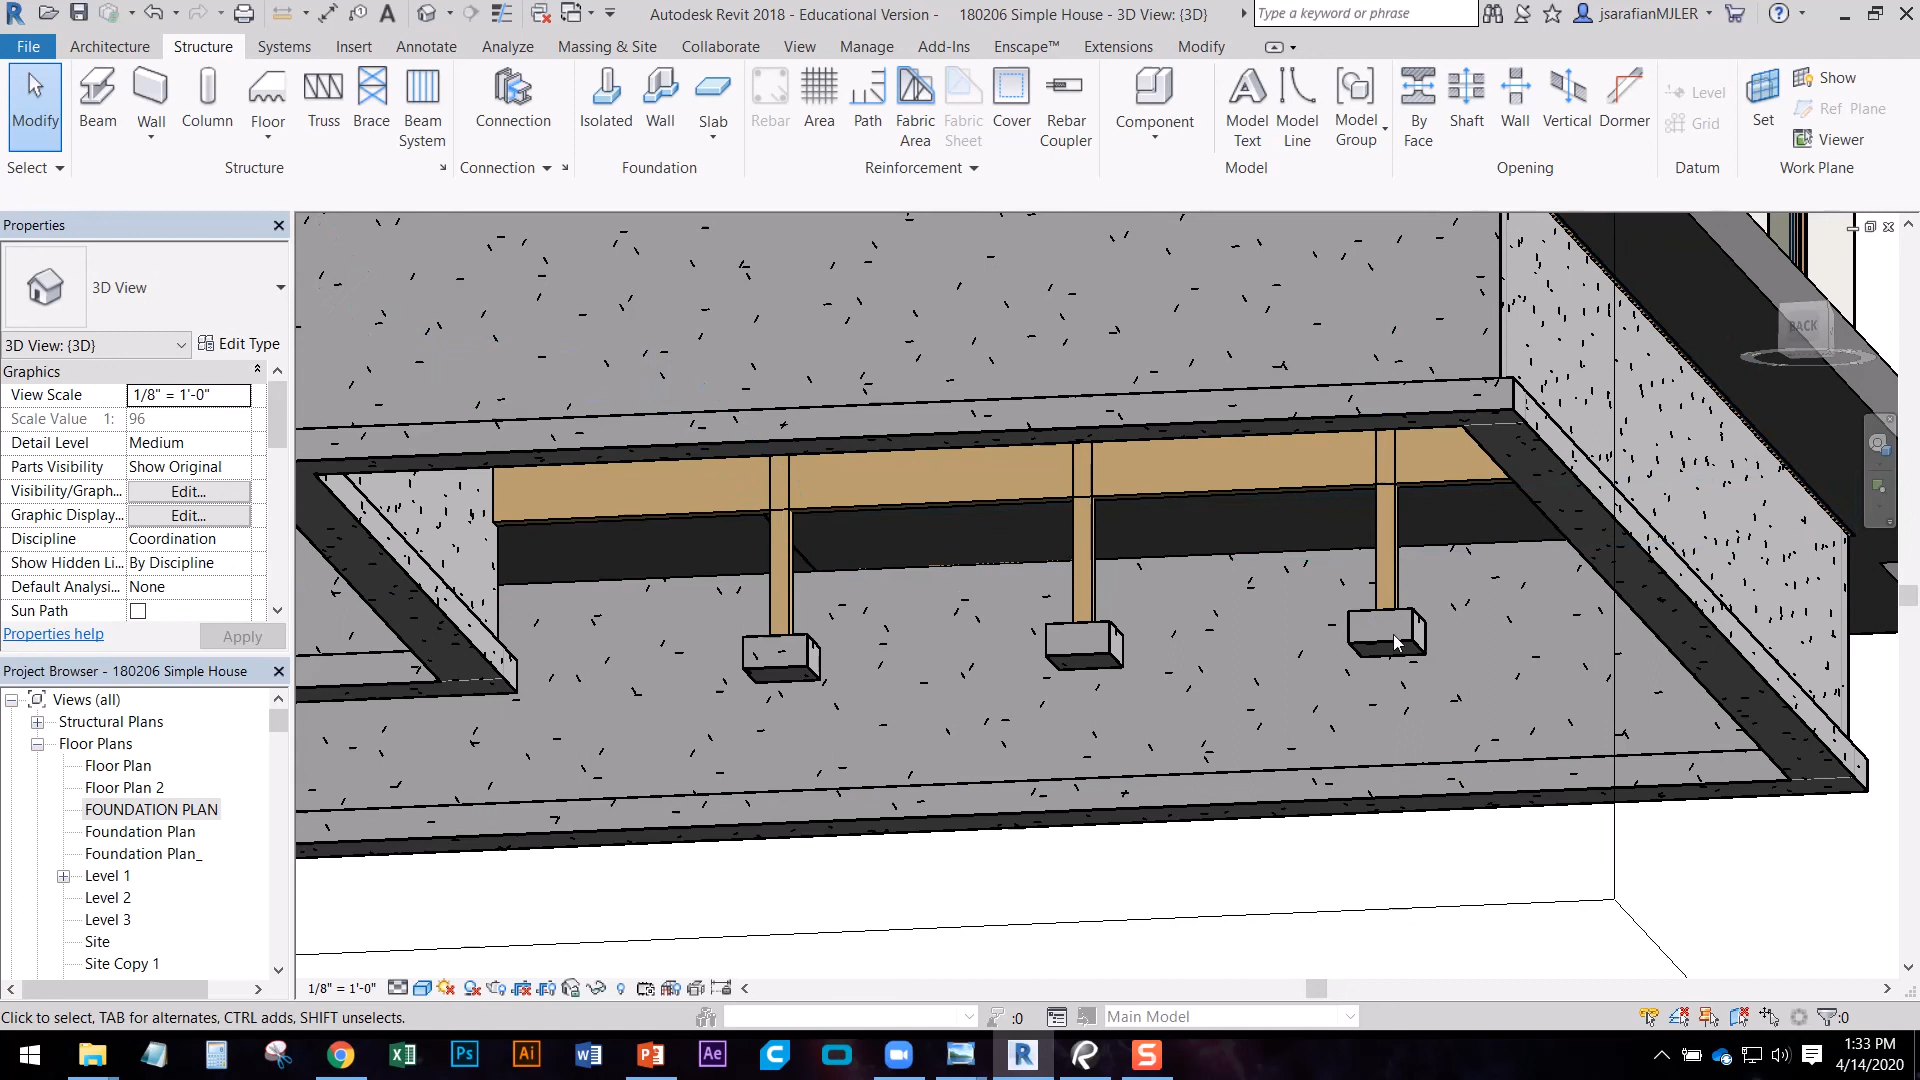 Autodesk Revit 2018 - Educational Version - 180206 Simple House - 3D View: {3D}
Type a keyword or phrase
jsarafianMJLER
File Architecture Structure Systems Insert Annotate Analyze Massing & Site Collaborate View Manage Add-Ins Enscape™ Extensions Modify
Modify Beam Wall Column Floor Truss Brace Beam System Connection Isolated Wall Slab Rebar Area Path Fabric Area Fabric Sheet Cover Rebar Coupler Component Model Text Model Line Model Group By Face Shaft Wall Vertical Dormer Level Grid Set Show Ref Plane Viewer
Select Structure Connection Foundation Reinforcement Model Opening Datum Work Plane
Properties
3D View
3D View: {3D} Edit Type
Graphics
View Scale 1/8" = 1'-0"
Scale Value 1: 96
Detail Level Medium
Parts Visibility Show Original
Visibility/Graph... Edit...
Graphic Display... Edit...
Discipline Coordination
Show Hidden Li... By Discipline
Default Analysi... None
Sun Path
Properties help Apply
Project Browser - 180206 Simple House
Views (all)
Structural Plans
Floor Plans
Floor Plan
Floor Plan 2
FOUNDATION PLAN
Foundation Plan
Foundation Plan_
Level 1
Level 2
Level 3
Site
Site Copy 1
BACK
1/8" = 1'-0"
Click to select, TAB for alternates, CTRL adds, SHIFT unselects.
:0
Main Model
:0
Ps
Ai
Ae
R
S
1:33 PM
4/14/2020